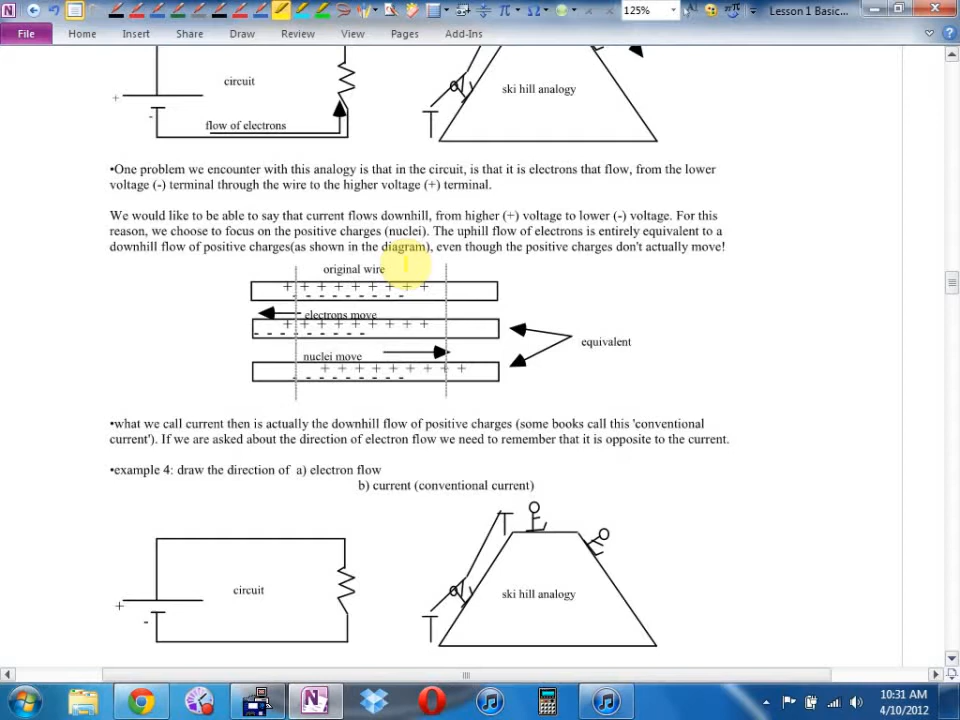 125%
Lesson 1 Basic...
File Home Insert Share Draw Review View Pages Add-Ins
circuit
ski hill analogy
+
-
flow of electrons
•One problem we encounter with this analogy is that in the circuit, is that it is electrons that flow, from the lower
voltage (-) terminal through the wire to the higher voltage (+) terminal.
We would like to be able to say that current flows downhill, from higher (+) voltage to lower (-) voltage. For this
reason, we choose to focus on the positive charges (nuclei). The uphill flow of electrons is entirely equivalent to a
downhill flow of positive charges(as shown in the diagram), even though the positive charges don't actually move!
original wire
+ + + + + + + + + +
- - - - - - - - -
electrons move
+ + + + + + + + + +
- - - - - - - - -
equivalent
nuclei move
+ + + + + + + + + +
- - - - - - - - -
•what we call current then is actually the downhill flow of positive charges (some books call this 'conventional
current'). If we are asked about the direction of electron flow we need to remember that it is opposite to the current.
•example 4: draw the direction of a) electron flow
b) current (conventional current)
circuit
ski hill analogy
+
-
10:31 AM
4/10/2012